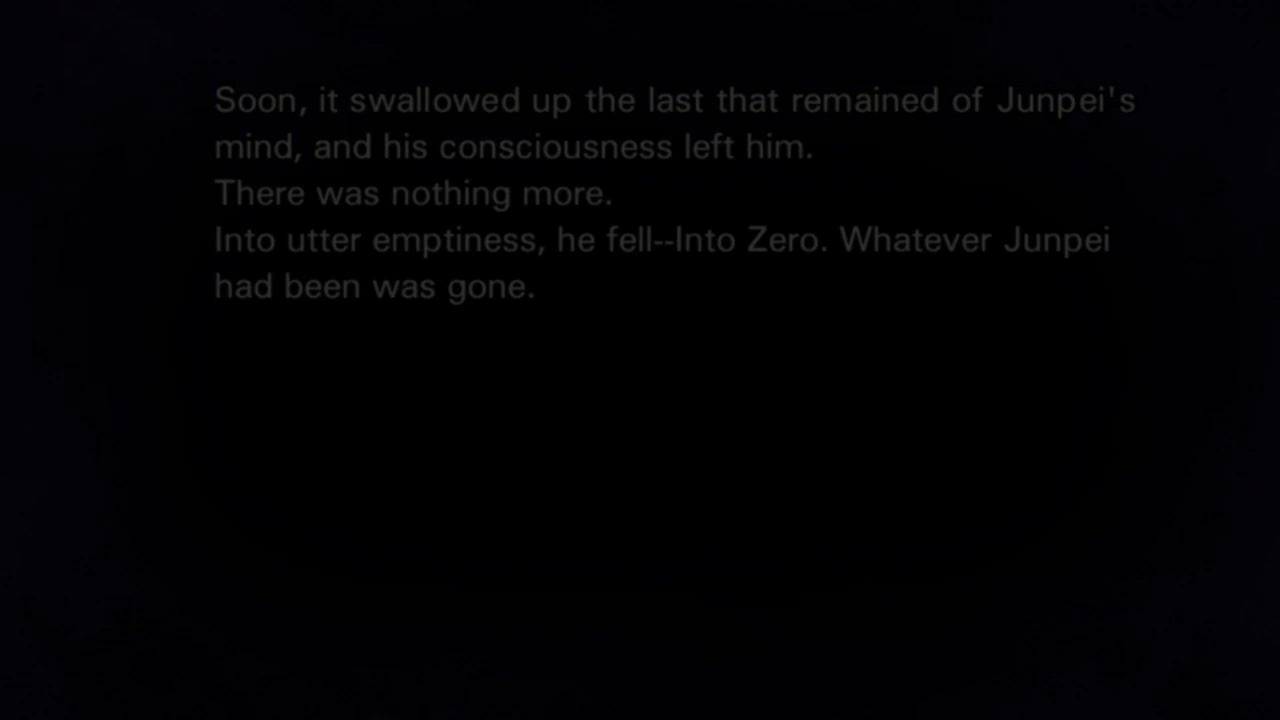 Soon, it swallowed up the last that remained of Junpei's
mind, and his consciousness left him.
There was nothing more.
Into utter emptiness, he fell--Into Zero. Whatever Junpei
had been was gone.